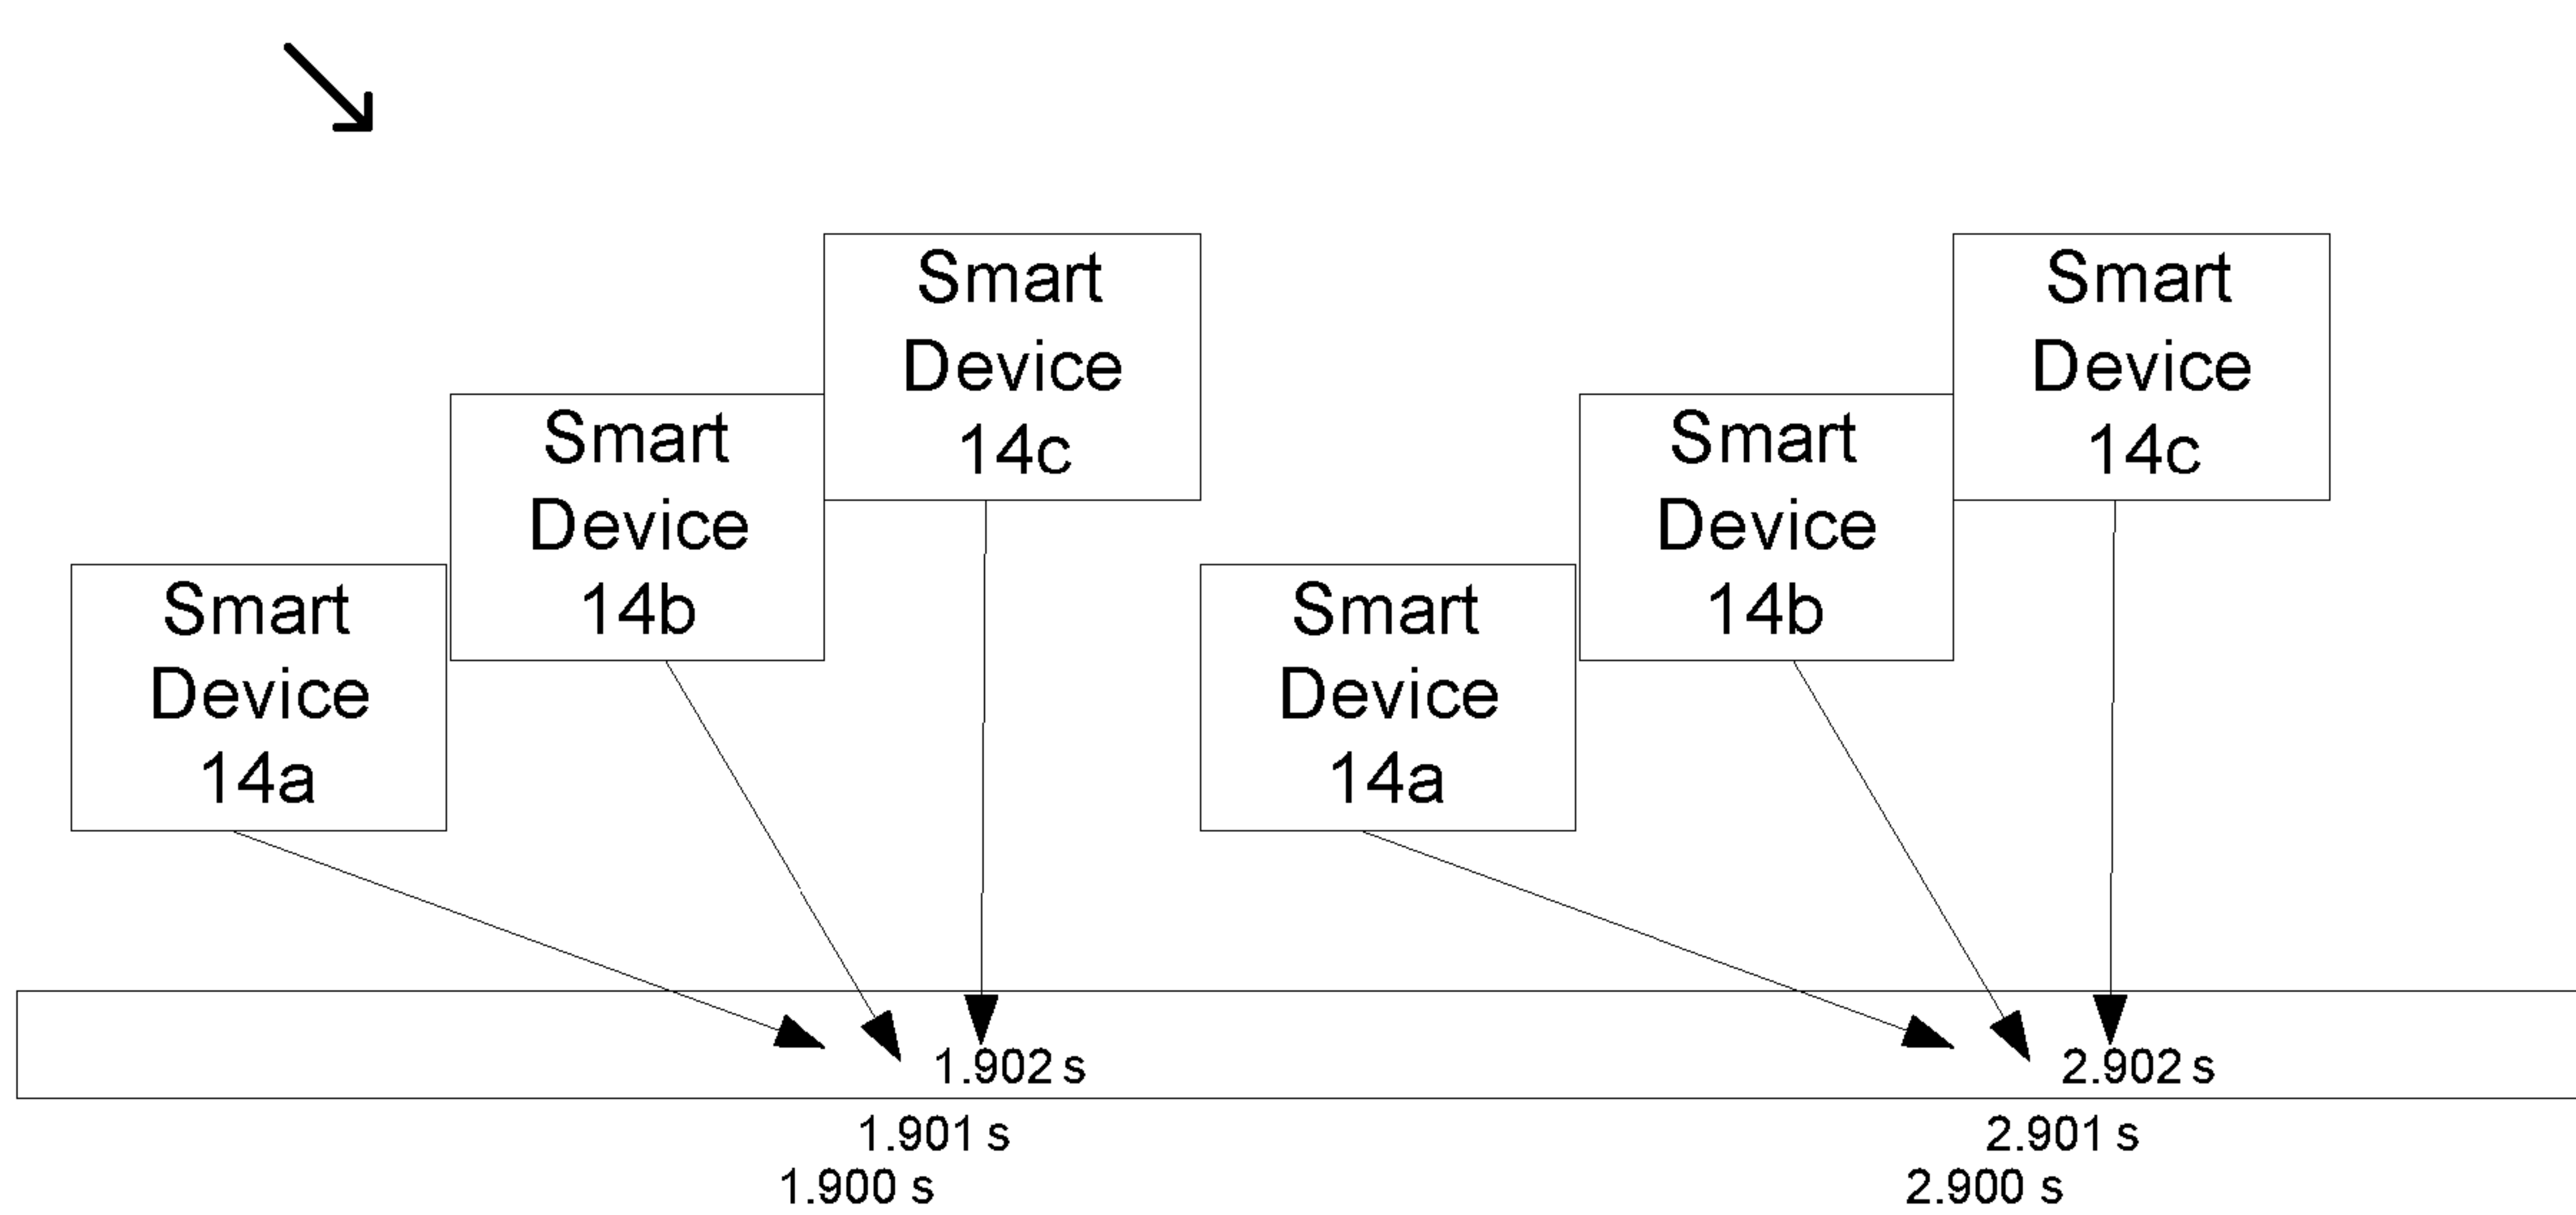 Smart
Device
14a
Smart
Device
14b
Smart
Device
14c
Smart
Device
14a
Smart
Device
14b
Smart
Device
14c
1.902 s
1.901 s
1.900 s
2.902 s
2.901 s
2.900 s